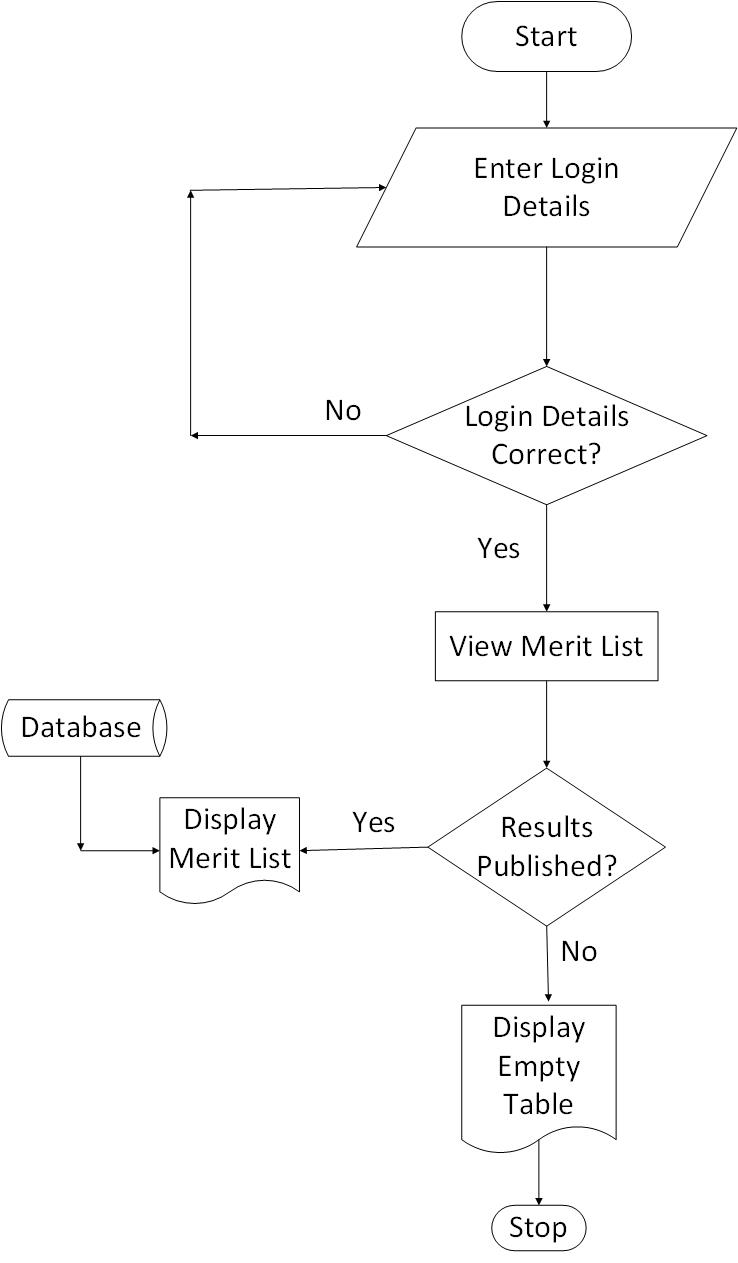 Start
Enter Login
Details
No
Login Details
Correct?
Yes
View Merit List
Database
Display
Merit List
Yes
Results
Published?
No
Display
Empty
Table
Stop